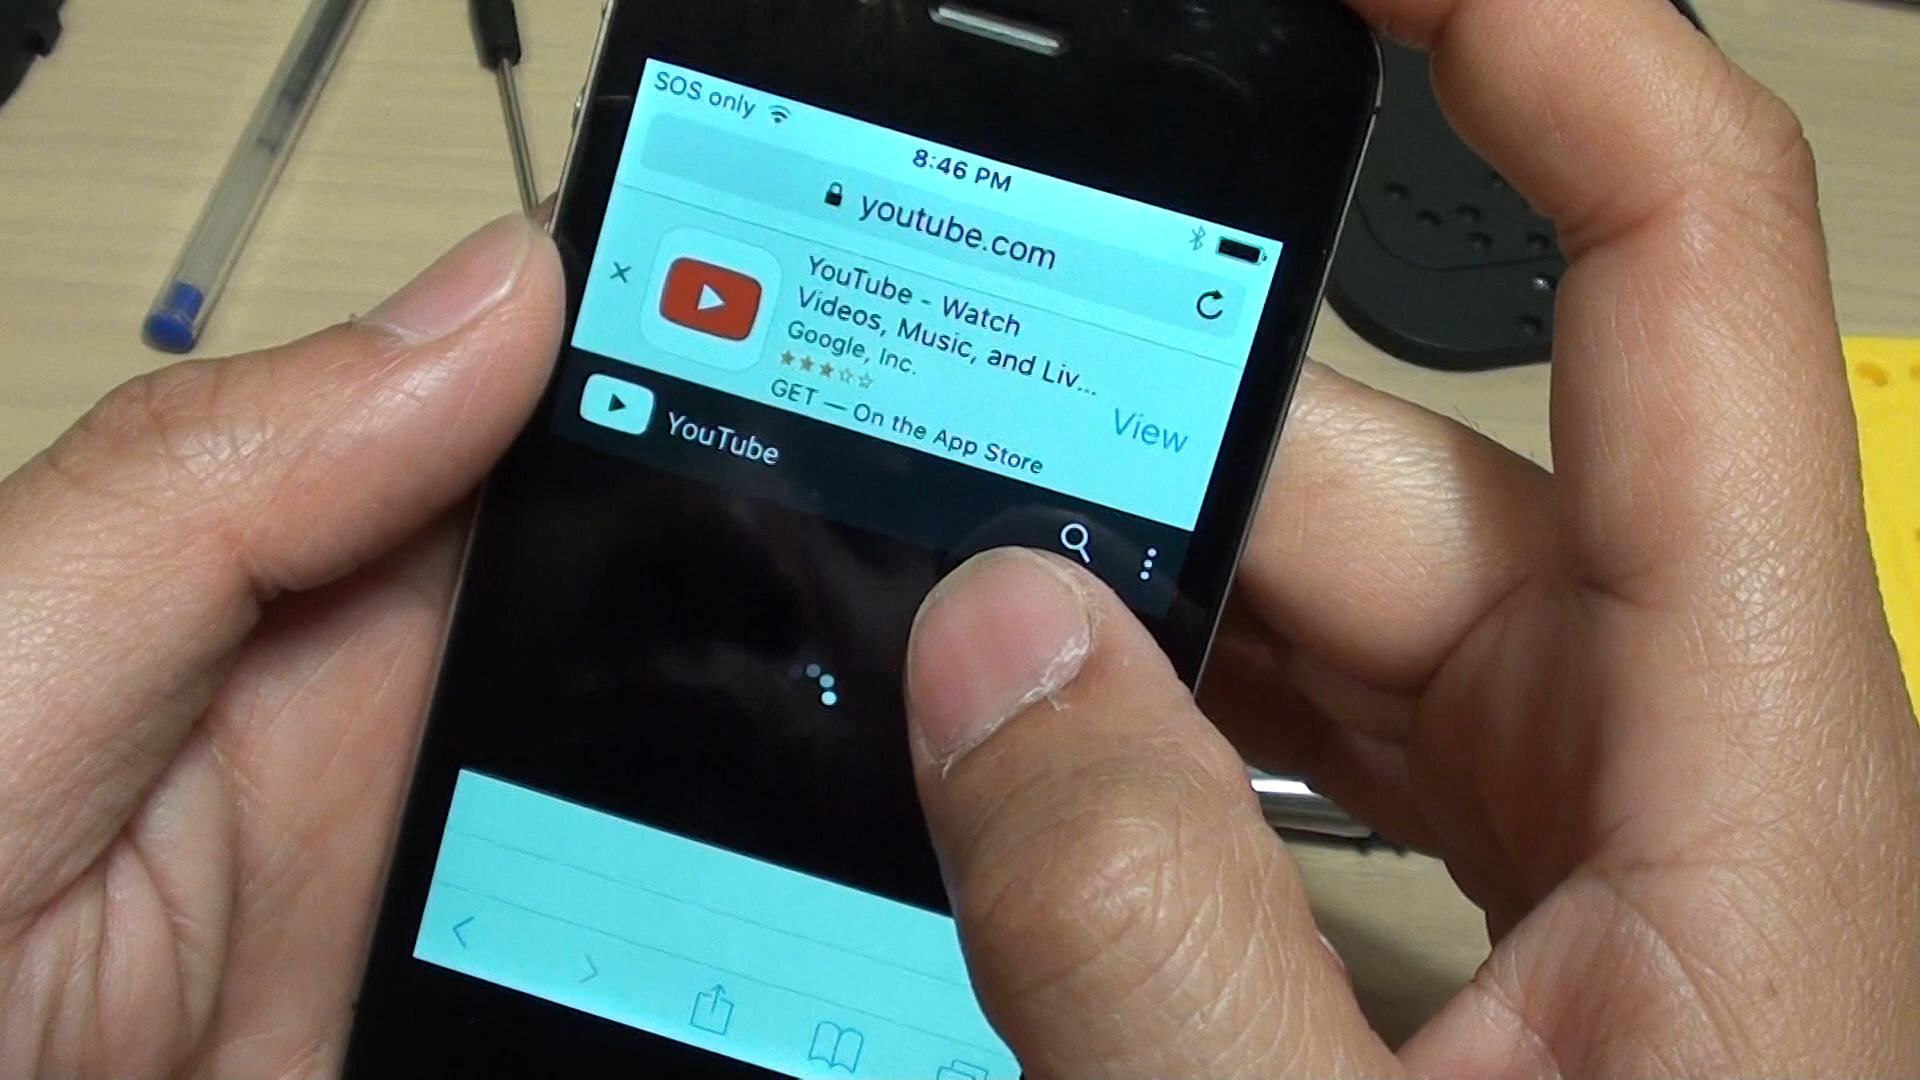 SOS only
8:46 PM
youtube.com
YouTube - Watch
Videos, Music, and Liv...
Google, Inc.
GET — On the App Store
View
YouTube